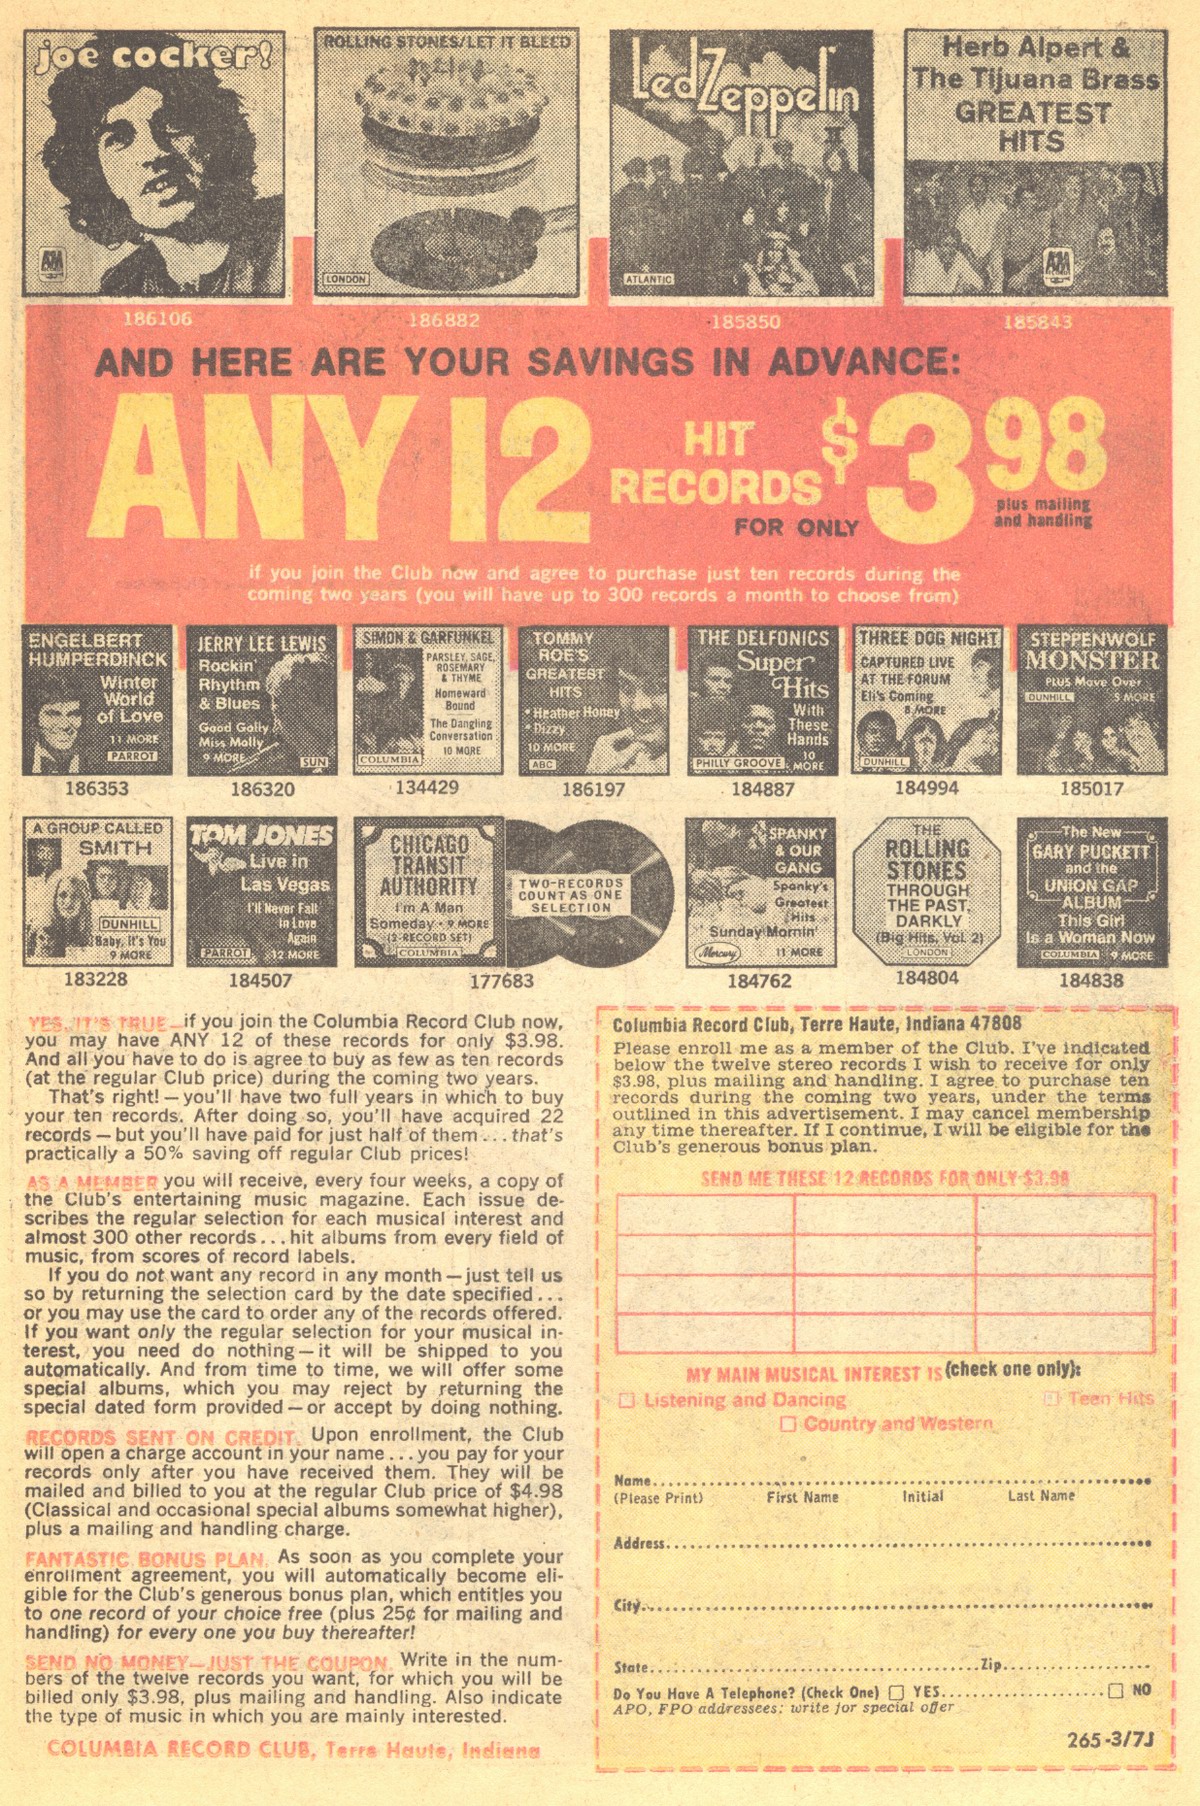 joe cocker!
A&M
186106
ROLLING STONES/LET IT BLEED
LONDON
186882
Led Zeppelin
ATLANTIC
185850
Herb Alpert &
The Tijuana Brass
GREATEST
HITS
A&M
185843
AND HERE ARE YOUR SAVINGS IN ADVANCE:
ANY 12 HIT RECORDS FOR ONLY $3.98
plus mailing
and handling
if you join the Club now and agree to purchase just ten records during the
coming two years (you will have up to 300 records a month to choose from)
ENGELBERT
HUMPERDINCK
Winter
World
of Love
11 MORE
PARROT
186353
JERRY LEE LEWIS
Rockin'
Rhythm
& Blues
Good Golly
Miss Molly
9 MORE
SUN
186320
SIMON & GARFUNKEL
PARSLEY, SAGE,
ROSEMARY
& THYME
Homeward
Bound
The Dangling
Conversation
10 MORE
COLUMBIA
134429
TOMMY
ROE'S
GREATEST
HITS
* Heather Honey
* Dizzy
10 MORE
ABC
186197
THE DELFONICS
Super
Hits
With
These
Hands
10
MORE
PHILLY GROOVE
184887
THREE DOG NIGHT
CAPTURED LIVE
AT THE FORUM
Eli's Coming
8 MORE
DUNHILL
184994
STEPPENWOLF
MONSTER
PLUS Move Over
DUNHILL 5 MORE
185017
A GROUP CALLED
SMITH
DUNHILL
Baby, It's You
9 MORE
183228
TOM JONES
Live in
Las Vegas
I'll Never Fall
In Love
Again
PARROT 12 MORE
184507
CHICAGO
TRANSIT
AUTHORITY
I'm A Man
Someday • 9 MORE
(2-RECORD SET)
COLUMBIA
TWO-RECORDS
COUNT AS ONE
SELECTION
177683
SPANKY
& OUR
GANG
Spanky's
Greatest
Hits
Sunday Mornin'
Mercury 11 MORE
184762
THE
ROLLING
STONES
THROUGH
THE PAST,
DARKLY
(Big Hits, Vol. 2)
LONDON
184804
The New
GARY PUCKETT
and the
UNION GAP
ALBUM
This Girl
Is a Woman Now
COLUMBIA 9 MORE
184838
YES, IT'S TRUE—if you join the Columbia Record Club now,
you may have ANY 12 of these records for only $3.98.
And all you have to do is agree to buy as few as ten records
(at the regular Club price) during the coming two years.
That's right!—you'll have two full years in which to buy
your ten records. After doing so, you'll have acquired 22
records—but you'll have paid for just half of them...that's
practically a 50% saving off regular Club prices!
AS A MEMBER you will receive, every four weeks, a copy of
the Club's entertaining music magazine. Each issue de-
scribes the regular selection for each musical interest and
almost 300 other records...hit albums from every field of
music, from scores of record labels.
If you do not want any record in any month—just tell us
so by returning the selection card by the date specified...
or you may use the card to order any of the records offered.
If you want only the regular selection for your musical in-
terest, you need do nothing—it will be shipped to you
automatically. And from time to time, we will offer some
special albums, which you may reject by returning the
special dated form provided—or accept by doing nothing.
RECORDS SENT ON CREDIT. Upon enrollment, the Club
will open a charge account in your name...you pay for your
records only after you have received them. They will be
mailed and billed to you at the regular Club price of $4.98
(Classical and occasional special albums somewhat higher),
plus a mailing and handling charge.
FANTASTIC BONUS PLAN. As soon as you complete your
enrollment agreement, you will automatically become eli-
gible for the Club's generous bonus plan, which entitles you
to one record of your choice free (plus 25¢ for mailing and
handling) for every one you buy thereafter!
SEND NO MONEY—JUST THE COUPON. Write in the num-
bers of the twelve records you want, for which you will be
billed only $3.98, plus mailing and handling. Also indicate
the type of music in which you are mainly interested.
COLUMBIA RECORD CLUB, Terre Haute, Indiana
Columbia Record Club, Terre Haute, Indiana 47808
Please enroll me as a member of the Club. I've indicated
below the twelve stereo records I wish to receive for only
$3.98, plus mailing and handling. I agree to purchase ten
records during the coming two years, under the terms
outlined in this advertisement. I may cancel membership
any time thereafter. If I continue, I will be eligible for the
Club's generous bonus plan.
SEND ME THESE 12 RECORDS FOR ONLY $3.98
MY MAIN MUSICAL INTEREST IS (check one only):
Listening and Dancing Teen Hits
Country and Western
Name
(Please Print) First Name Initial Last Name
Address
City
State Zip
Do You Have A Telephone? (Check One) YES NO
APO, FPO addressees: write for special offer
265-3/7J